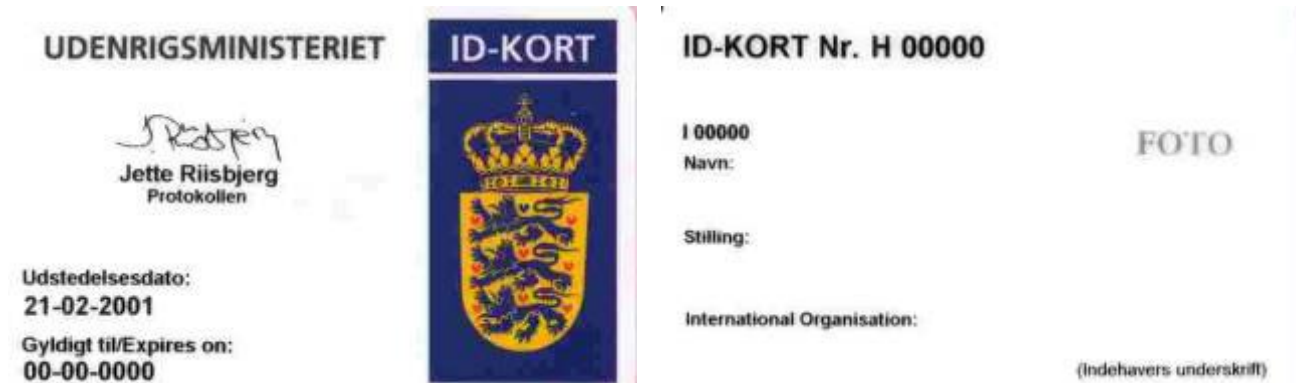 UDENRIGSMINISTERIET
ID-KORT
Jette Riisbjerg
Protokollen
Udstedelsesdato:
21-02-2001
Gyldigt til/Expires on:
00-00-0000
ID-KORT Nr. H 00000
I 00000
FOTO
Navn:
Stilling:
International Organisation:
(Indehavers underskrift)